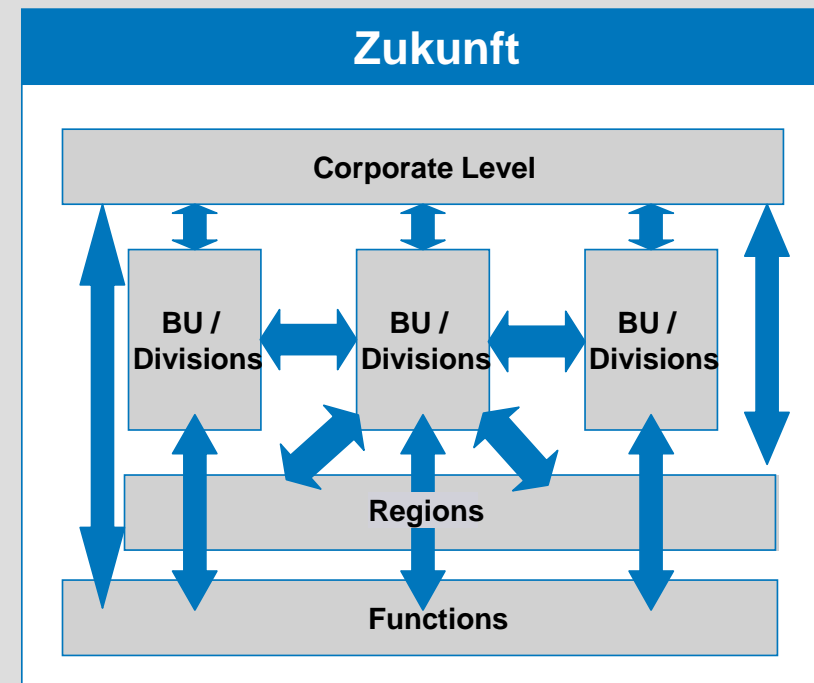 Zukunft
Corporate Level
BU /
Divisions
BU /
Divisions
BU /
Divisions
Regions
Functions